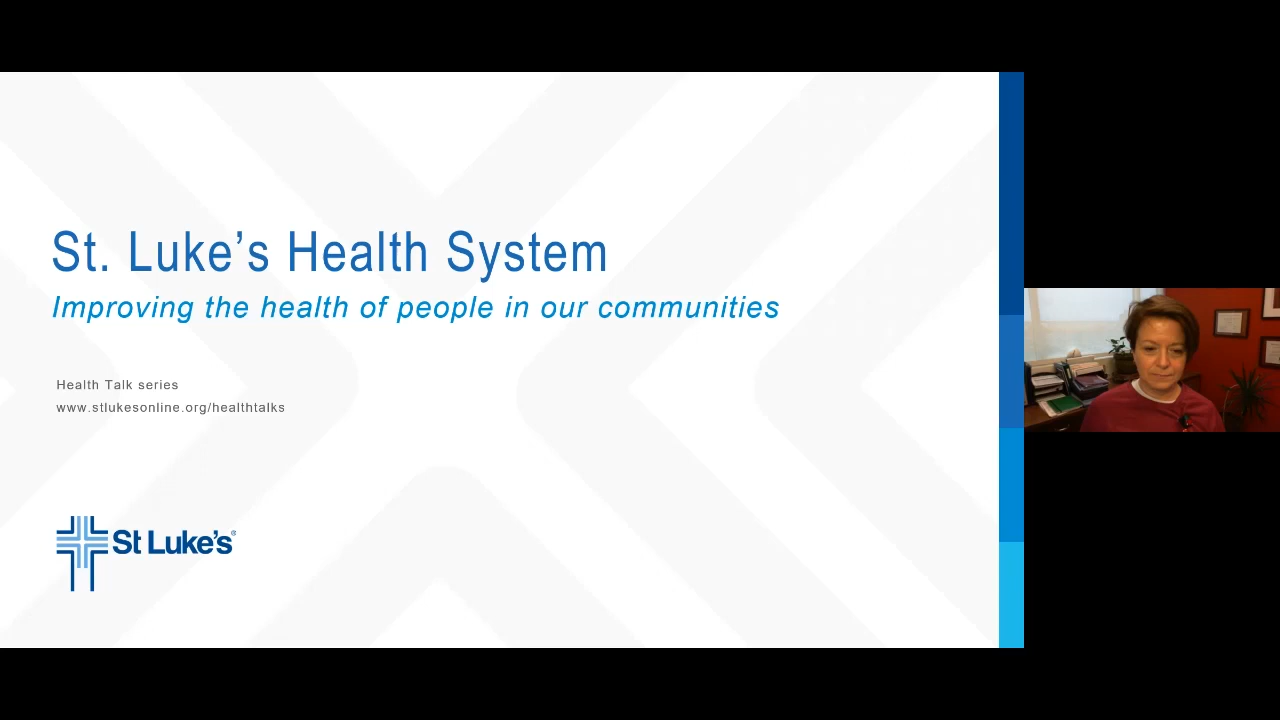 St. Luke’s Health System
Improving the health of people in our communities
Health Talk series
www.stlukesonline.org/healthtalks
St Luke’s®